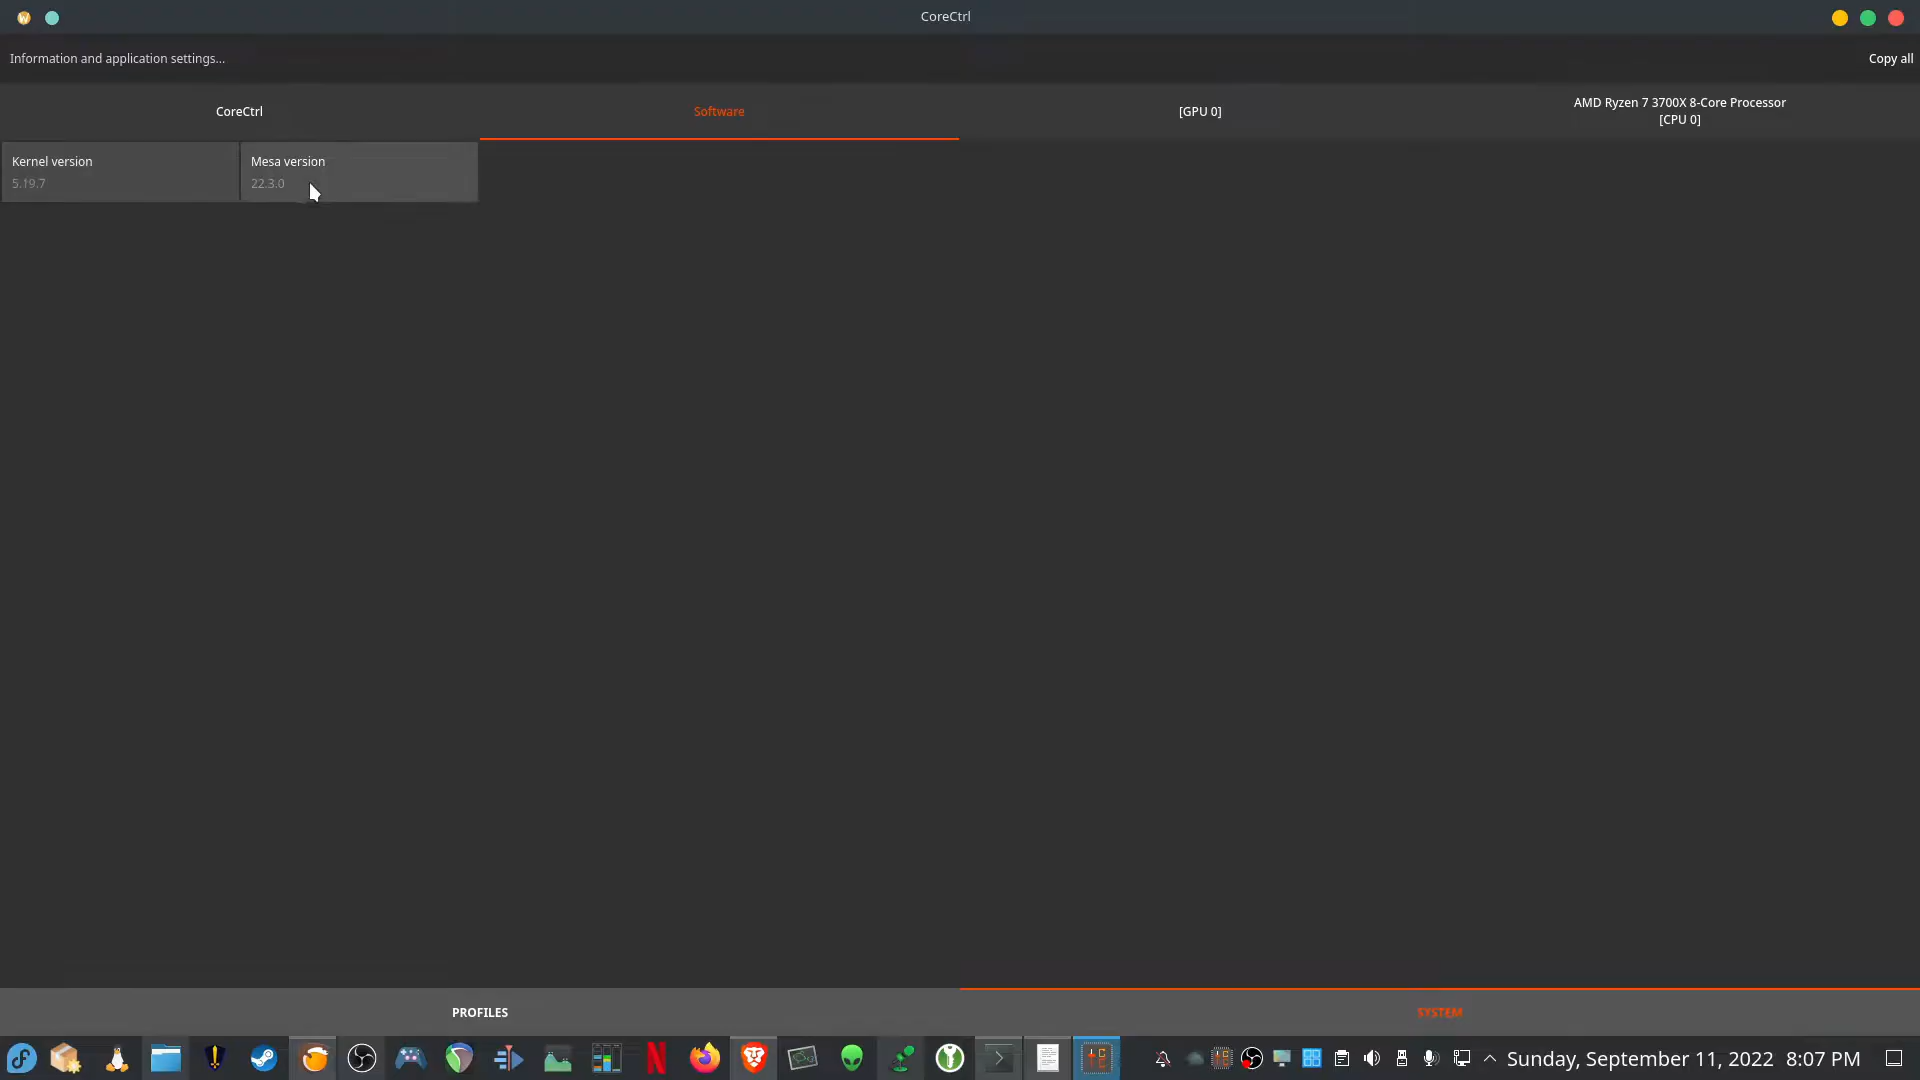 CoreCtrl
Information and application settings...
Copy all
CoreCtrl
Software
[GPU 0]
AMD Ryzen 7 3700X 8-Core Processor
[CPU 0]
Kernel version
5.19.7
Mesa version
22.3.0
PROFILES
SYSTEM
Sunday, September 11, 2022 8:07 PM